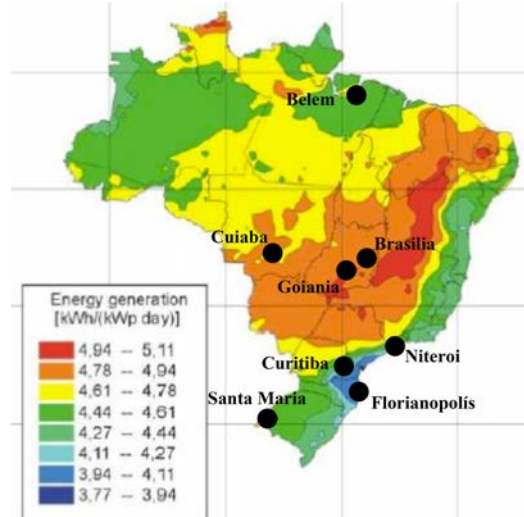 Belem
Cuiaba
Brasilia
Goiania
Energy generation
[kWh/(kWp day)]
4,94 -- 5,11
4,78 -- 4,94
4,61 -- 4,78
4,44 -- 4,61
4,27 -- 4,44
4,11 -- 4,27
3,94 -- 4,11
3,77 -- 3,94
Niteroi
Curitiba
Santa Maria
Florianopolís